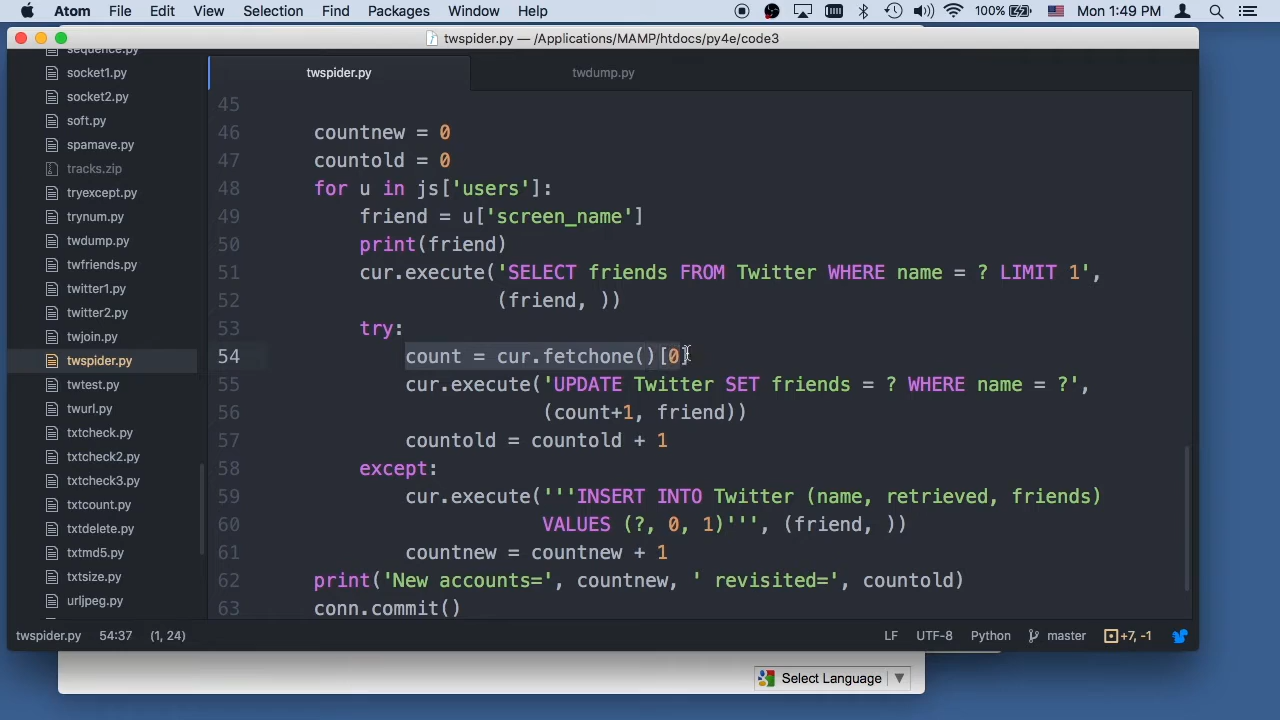 Atom File Edit View Selection Find Packages Window Help 100% Mon 1:49 PM
twspider.py — /Applications/MAMP/htdocs/py4e/code3
sequence.py
socket1.py
socket2.py
soft.py
spamave.py
tracks.zip
tryexcept.py
trynum.py
twdump.py
twfriends.py
twitter1.py
twitter2.py
twjoin.py
twspider.py
twtest.py
twurl.py
txtcheck.py
txtcheck2.py
txtcheck3.py
txtcount.py
txtdelete.py
txtmd5.py
txtsize.py
urljpeg.py
twspider.py twdump.py
45
46 countnew = 0
47 countold = 0
48 for u in js['users']:
49 friend = u['screen_name']
50 print(friend)
51 cur.execute('SELECT friends FROM Twitter WHERE name = ? LIMIT 1',
52 (friend, ))
53 try:
54 count = cur.fetchone()[0]
55 cur.execute('UPDATE Twitter SET friends = ? WHERE name = ?',
56 (count+1, friend))
57 countold = countold + 1
58 except:
59 cur.execute('''INSERT INTO Twitter (name, retrieved, friends)
60 VALUES (?, 0, 1)''', (friend, ))
61 countnew = countnew + 1
62 print('New accounts=', countnew, ' revisited=', countold)
63 conn.commit()
twspider.py 54:37 (1, 24) LF UTF-8 Python master +7, -1
Select Language ▼